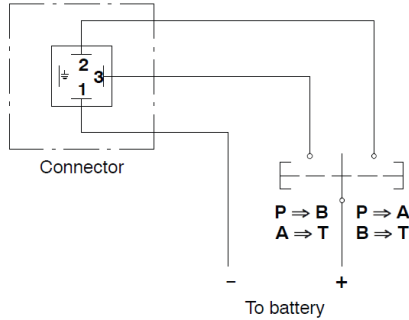 2
3
1
Connector
P ⇒ B P ⇒ A
A ⇒ T B ⇒ T
− +
To battery